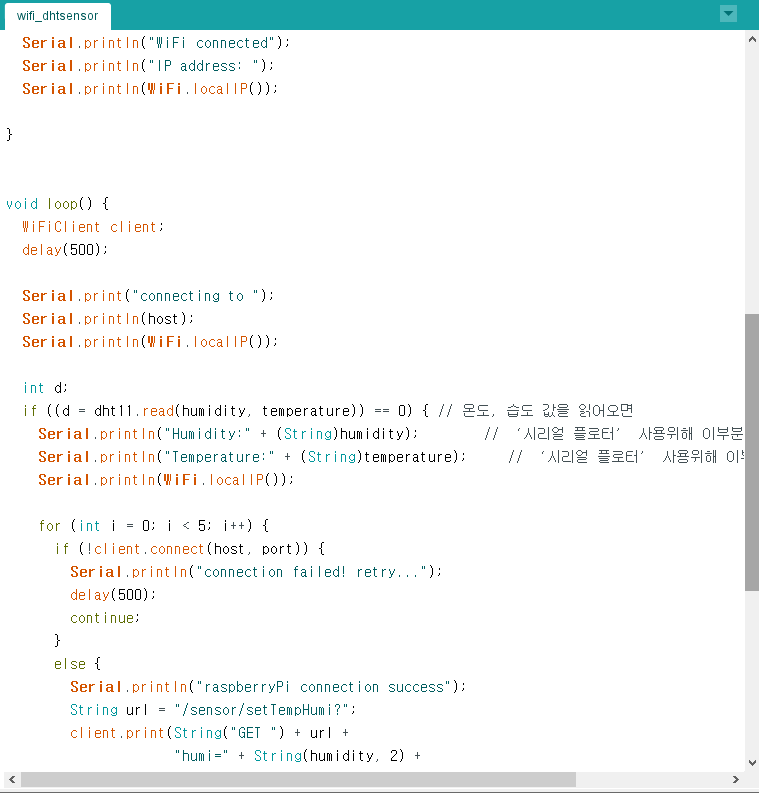 wifi_dhtsensor
Serial.println("WiFi connected");
Serial.println("IP address: ");
Serial.println(WiFi.localIP());
}
void loop() {
WiFiClient client;
delay(500);
Serial.print("connecting to ");
Serial.println(host);
Serial.println(WiFi.localIP());
int d;
if ((d = dht11.read(humidity, temperature)) == 0) { // 온도, 습도 값을 읽어오면
Serial.println("Humidity:" + (String)humidity); // ‘시리얼 플로터’ 사용위해 이부분
Serial.println("Temperature:" + (String)temperature); // ‘시리얼 플로터’ 사용위해
Serial.println(WiFi.localIP());
for (int i = 0; i < 5; i++) {
if (!client.connect(host, port)) {
Serial.println("connection failed! retry...");
delay(500);
continue;
}
else {
Serial.println("raspberryPi connection success");
String url = "/sensor/setTempHumi?";
client.print(String("GET ") + url +
"humi=" + String(humidity, 2) +